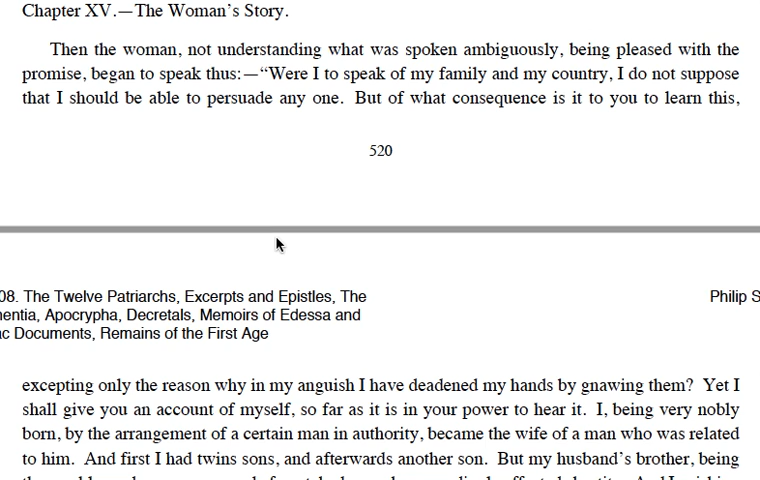 Chapter XV.—The Woman's Story.
Then the woman, not understanding what was spoken ambiguously, being pleased with the
promise, began to speak thus:—“Were I to speak of my family and my country, I do not suppose
that I should be able to persuade any one. But of what consequence is it to you to learn this,
520
08. The Twelve Patriarchs, Excerpts and Epistles, The
Apocrypha, Decretals, Memoirs of Edessa and
Documents, Remains of the First Age
Philip
excepting only the reason why in my anguish I have deadened my hands by gnawing them? Yet I
shall give you an account of myself, so far as it is in your power to hear it. I, being very nobly
born, by the arrangement of a certain man in authority, became the wife of a man who was related
to him. And first I had twins sons, and afterwards another son. But my husband's brother, being